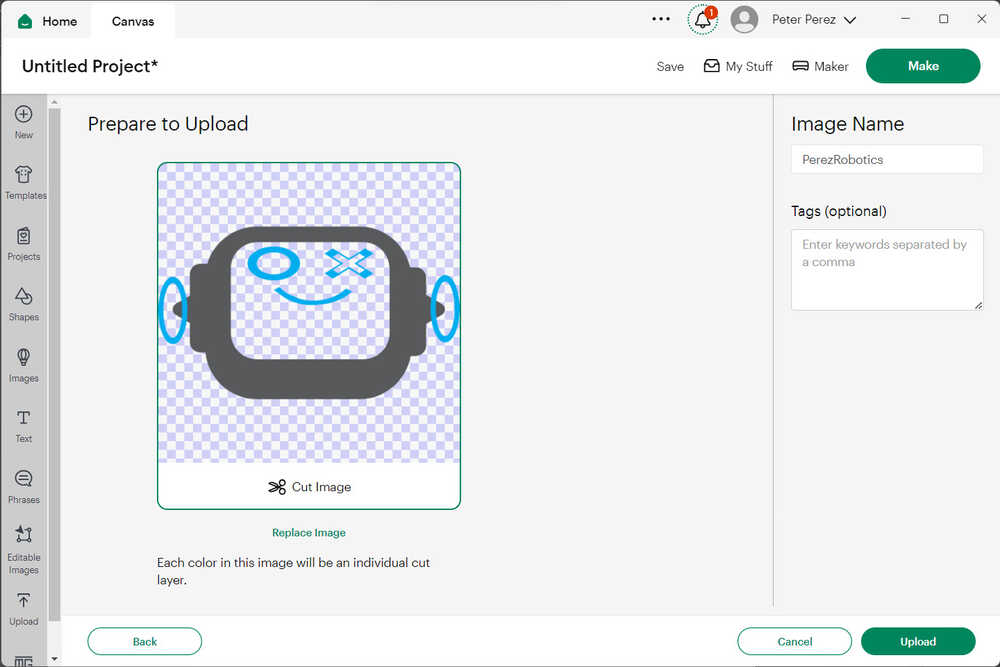 Home
Canvas
1
Peter Perez
Untitled Project*
Save
My Stuff
Maker
Make
New
Templates
Projects
Shapes
Images
Text
Phrases
Editable
Images
Upload
Prepare to Upload
Cut Image
Replace Image
Each color in this image will be an individual cut
layer.
Image Name
PerezRobotics
Tags (optional)
Enter keywords separated by
a comma
Back
Cancel
Upload